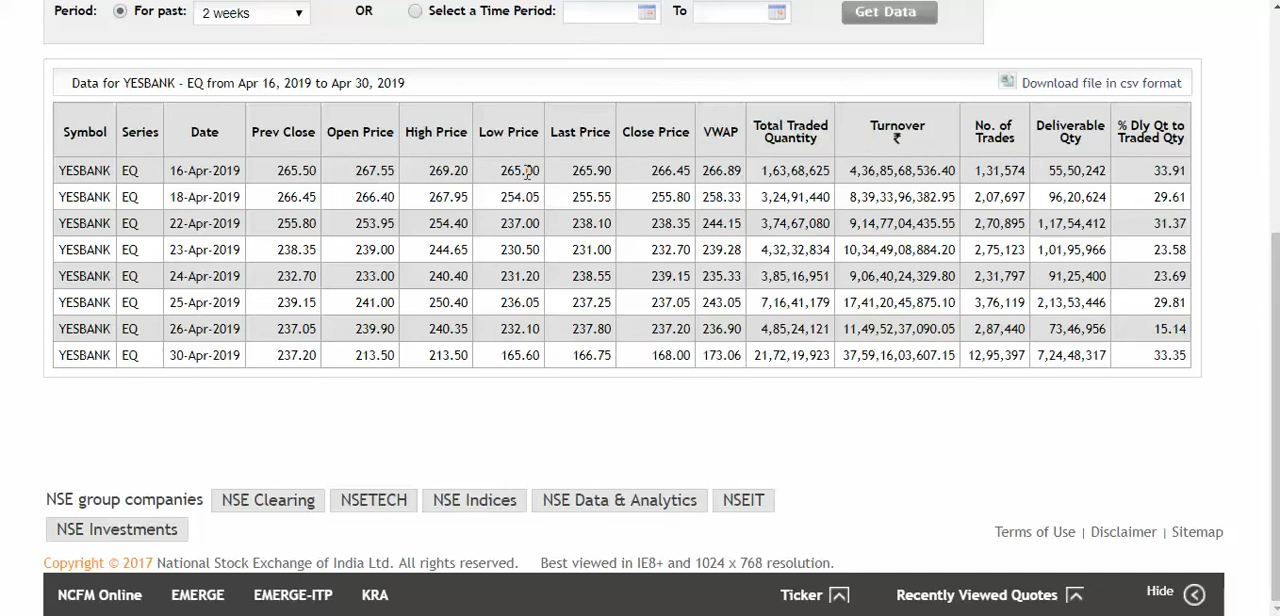 Period: For past: 2 weeks OR Select a Time Period: To Get Data
Data for YESBANK - EQ from Apr 16, 2019 to Apr 30, 2019 Download file in csv format
Symbol Series Date Prev Close Open Price High Price Low Price Last Price Close Price VWAP Total Traded Quantity Turnover ₹ No. of Trades Deliverable Qty % Dly Qt to Traded Qty
YESBANK EQ 16-Apr-2019 265.50 267.55 269.20 265.00 265.90 266.45 266.89 1,63,68,625 4,36,85,68,536.40 1,31,574 55,50,242 33.91
YESBANK EQ 18-Apr-2019 266.45 266.40 267.95 254.05 255.55 255.80 258.33 3,24,91,440 8,39,33,96,382.95 2,07,697 96,20,624 29.61
YESBANK EQ 22-Apr-2019 255.80 253.95 254.40 237.00 238.10 238.35 244.15 3,74,67,080 9,14,77,04,435.55 2,70,895 1,17,54,412 31.37
YESBANK EQ 23-Apr-2019 238.35 239.00 244.65 230.50 231.00 232.70 239.28 4,32,32,834 10,34,49,08,884.20 2,75,123 1,01,95,966 23.58
YESBANK EQ 24-Apr-2019 232.70 233.00 240.40 231.20 238.55 239.15 235.33 3,85,16,951 9,06,40,24,329.80 2,31,797 91,25,400 23.69
YESBANK EQ 25-Apr-2019 239.15 241.00 250.40 236.05 237.25 237.05 243.05 7,16,41,179 17,41,20,45,875.10 3,76,119 2,13,53,446 29.81
YESBANK EQ 26-Apr-2019 237.05 239.90 240.35 232.10 237.80 237.20 236.90 4,85,24,121 11,49,52,37,090.05 2,87,440 73,46,956 15.14
YESBANK EQ 30-Apr-2019 237.20 213.50 213.50 165.60 166.75 168.00 173.06 21,72,19,923 37,59,16,03,607.15 12,95,397 7,24,48,317 33.35
NSE group companies NSE Clearing NSETECH NSE Indices NSE Data & Analytics NSEIT
NSE Investments
Terms of Use | Disclaimer | Sitemap
Copyright © 2017 National Stock Exchange of India Ltd. All rights reserved. Best viewed in IE8+ and 1024 x 768 resolution.
NCFM Online EMERGE EMERGE-ITP KRA Ticker Recently Viewed Quotes Hide